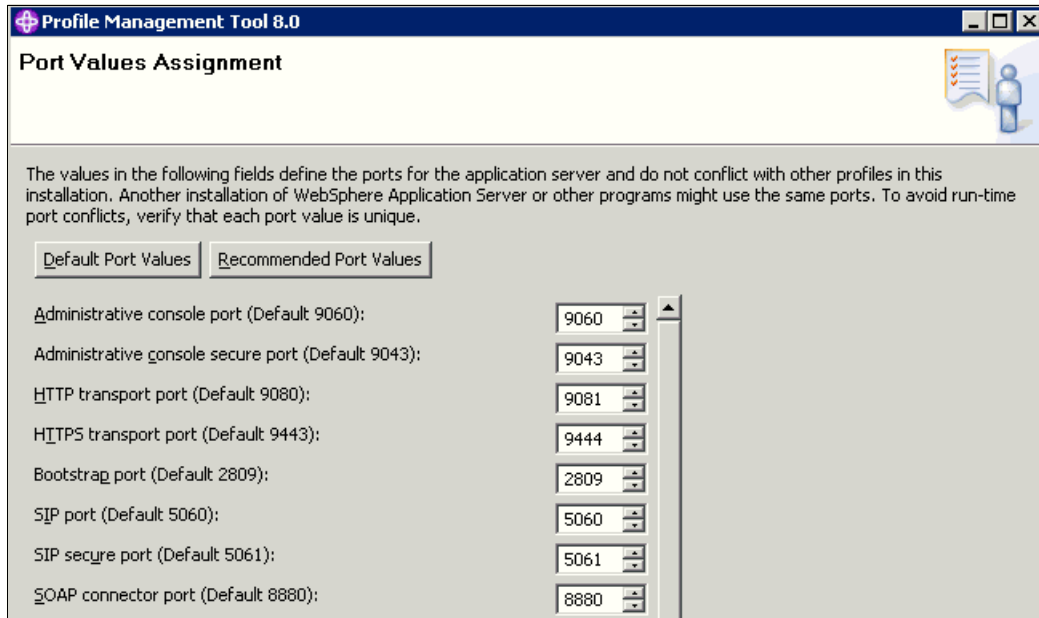 Profile Management Tool 8.0
Port Values Assignment
The values in the following fields define the ports for the application server and do not conflict with other profiles in this
installation. Another installation of WebSphere Application Server or other programs might use the same ports. To avoid run-time
port conflicts, verify that each port value is unique.
Default Port Values Recommended Port Values
Administrative console port (Default 9060): 9060
Administrative console secure port (Default 9043): 9043
HTTP transport port (Default 9080): 9081
HTTPS transport port (Default 9443): 9444
Bootstrap port (Default 2809): 2809
SIP port (Default 5060): 5060
SIP secure port (Default 5061): 5061
SOAP connector port (Default 8880): 8880